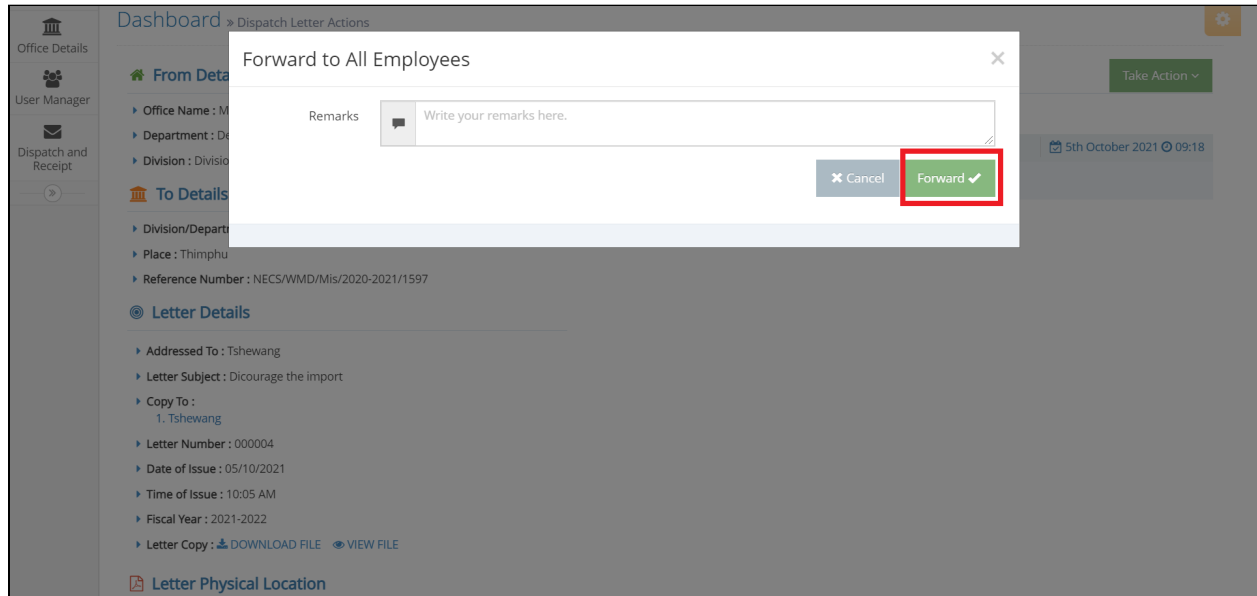 Dashboard » Dispatch Letter Actions
Office Details
User Manager
Dispatch and
Receipt
Forward to All Employees
Remarks
Write your remarks here.
Cancel
Forward
From Deta
Take Action
Office Name : M
Department : De
Division : Divisio
5th October 2021 09:18
To Details
Division/Depart
Place : Thimphu
Reference Number : NECS/WMD/Mis/2020-2021/1597
Letter Details
Addressed To : Tshewang
Letter Subject : Dicourage the import
Copy To :
1. Tshewang
Letter Number : 000004
Date of Issue : 05/10/2021
Time of Issue : 10:05 AM
Fiscal Year : 2021-2022
Letter Copy : DOWNLOAD FILE VIEW FILE
Letter Physical Location